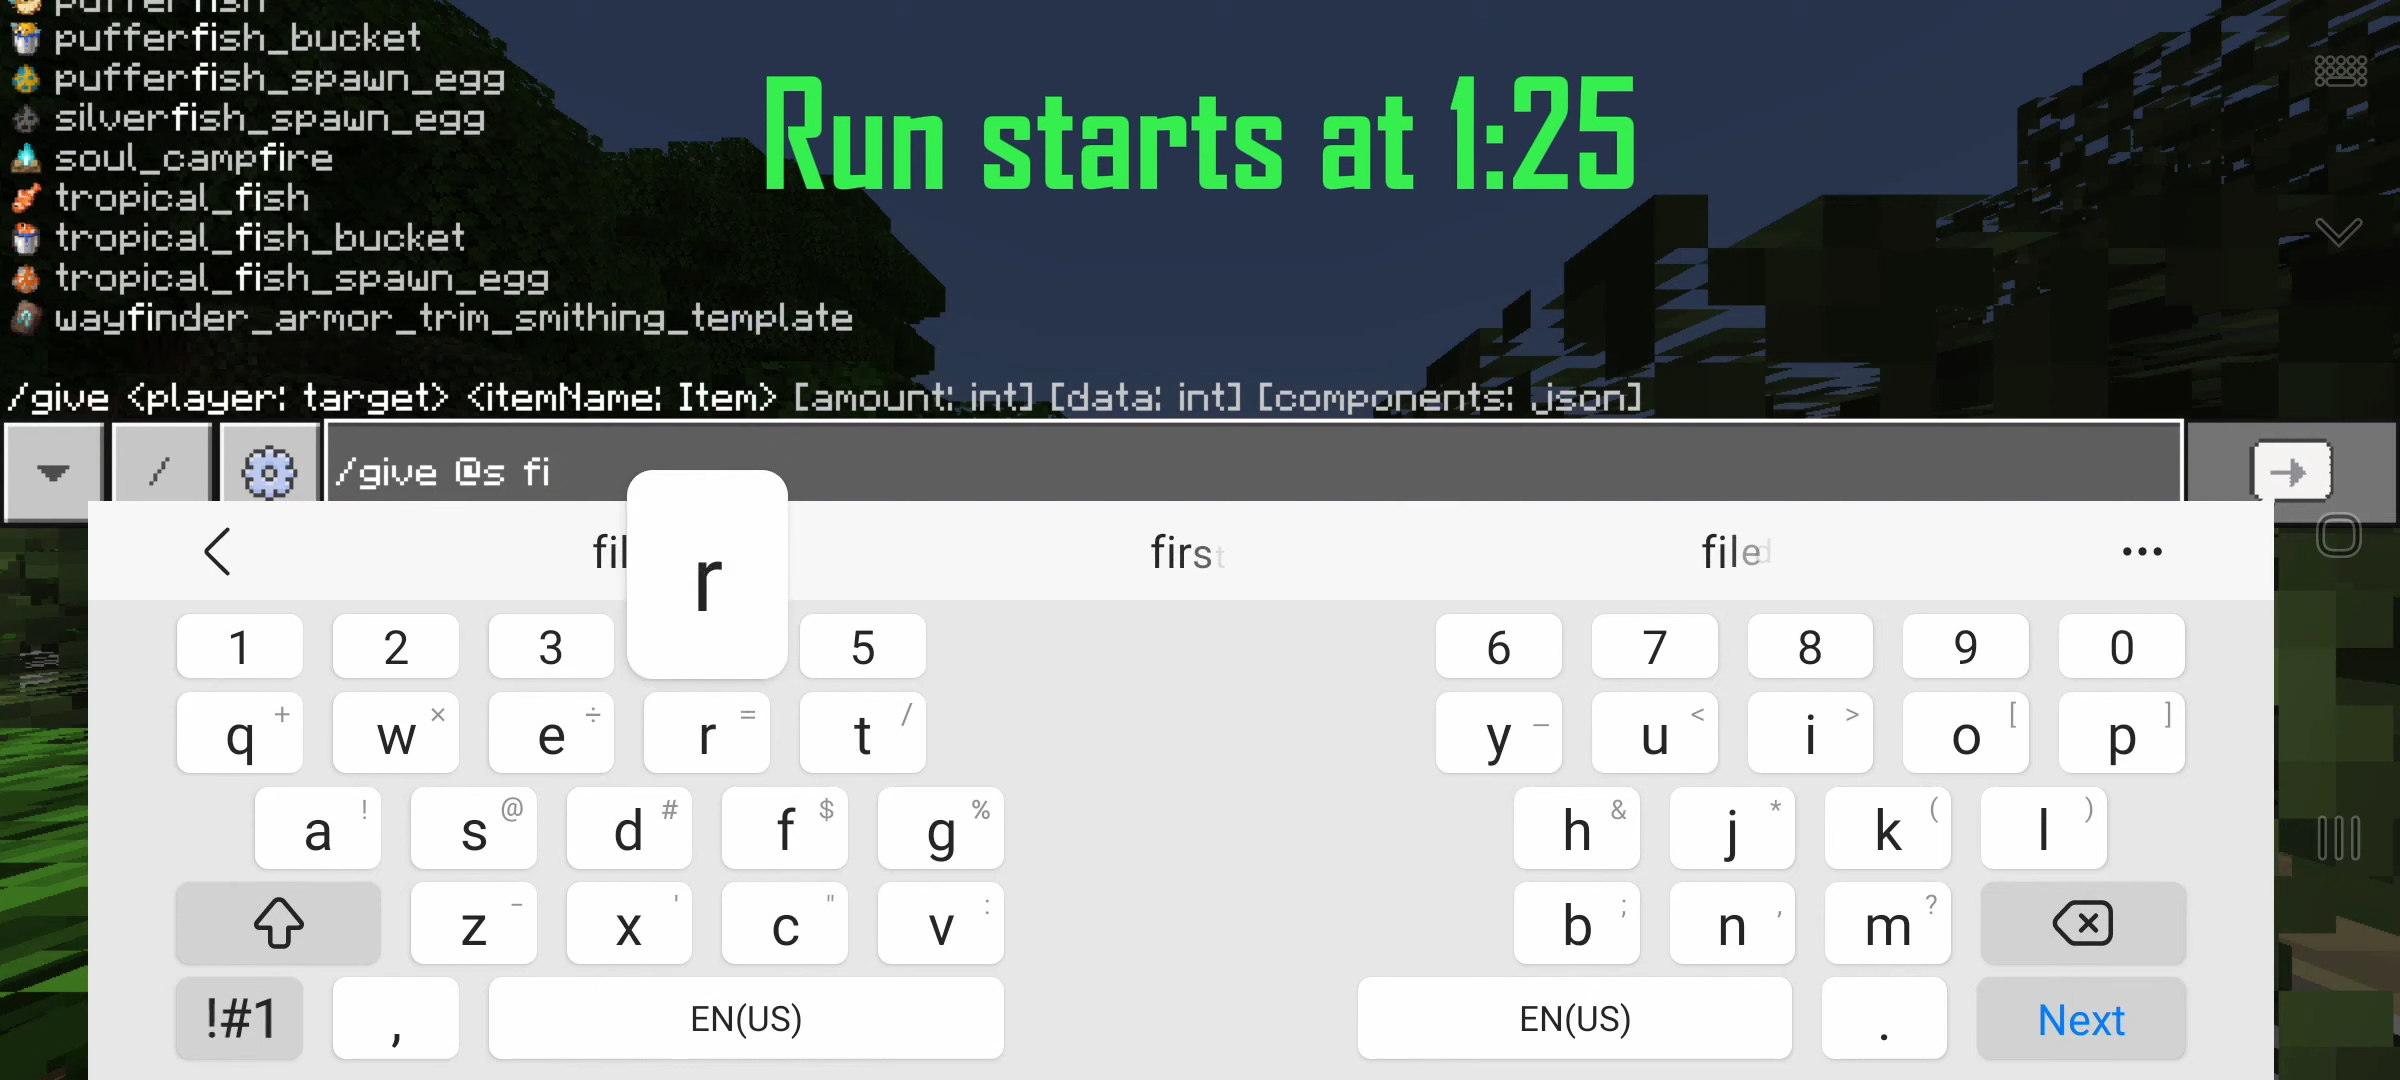 pufferfish
pufferfish_bucket
pufferfish_spawn_egg
silverfish_spawn_egg
soul_campfire
tropical_fish
tropical_fish_bucket
tropical_fish_spawn_egg
wayfinder_armor_trim_smithing_template
Run starts at 1:25
/give <player: target> <itemName: Item> [amount: int] [data: int] [components: json]
/
/give @s fi
fil first filed ...
r
1 2 3 5 6 7 8 9 0
q + w × e ÷ r = t / y _ u < i > o [ p ]
a ! s @ d # f $ g % h & j * k ( l )
z - x ' c " v : b ; n , m ?
!#1 , EN(US) EN(US) . Next